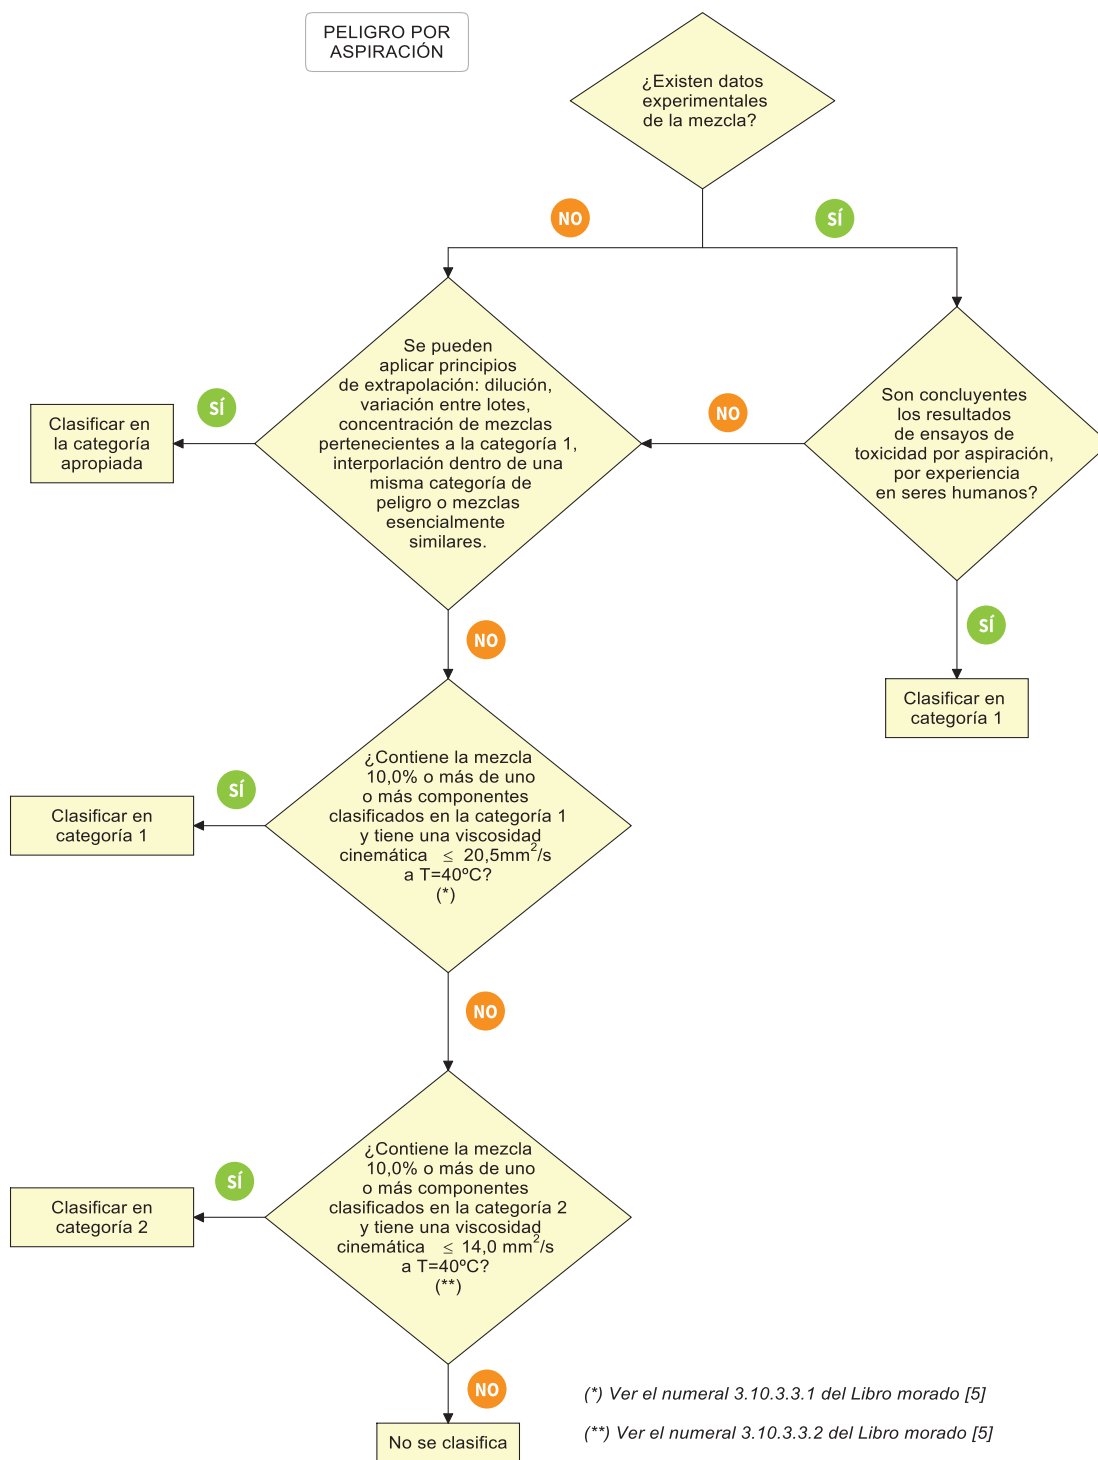 PELIGRO POR
ASPIRACIÓN
¿Existen datos
experimentales
de la mezcla?
NO
SÍ
Se pueden
aplicar principios
de extrapolación: dilución,
variación entre lotes,
concentración de mezclas
pertenecientes a la categoría 1,
interporlación dentro de una
misma categoría de
peligro o mezclas
esencialmente
similares.
SÍ
Clasificar en
la categoría
apropiada
NO
Son concluyentes
los resultados
de ensayos de
toxicidad por aspiración,
por experiencia
en seres humanos?
NO
SÍ
Clasificar en
categoría 1
¿Contiene la mezcla
10,0% o más de uno
o más componentes
clasificados en la categoría 1
y tiene una viscosidad
cinemática ≤ 20,5mm²/s
a T=40ºC?
(*)
SÍ
Clasificar en
categoría 1
NO
¿Contiene la mezcla
10,0% o más de uno
o más componentes
clasificados en la categoría 2
y tiene una viscosidad
cinemática ≤ 14,0 mm²/s
a T=40ºC?
(**)
SÍ
Clasificar en
categoría 2
NO
No se clasifica
(*) Ver el numeral 3.10.3.3.1 del Libro morado [5]
(**) Ver el numeral 3.10.3.3.2 del Libro morado [5]